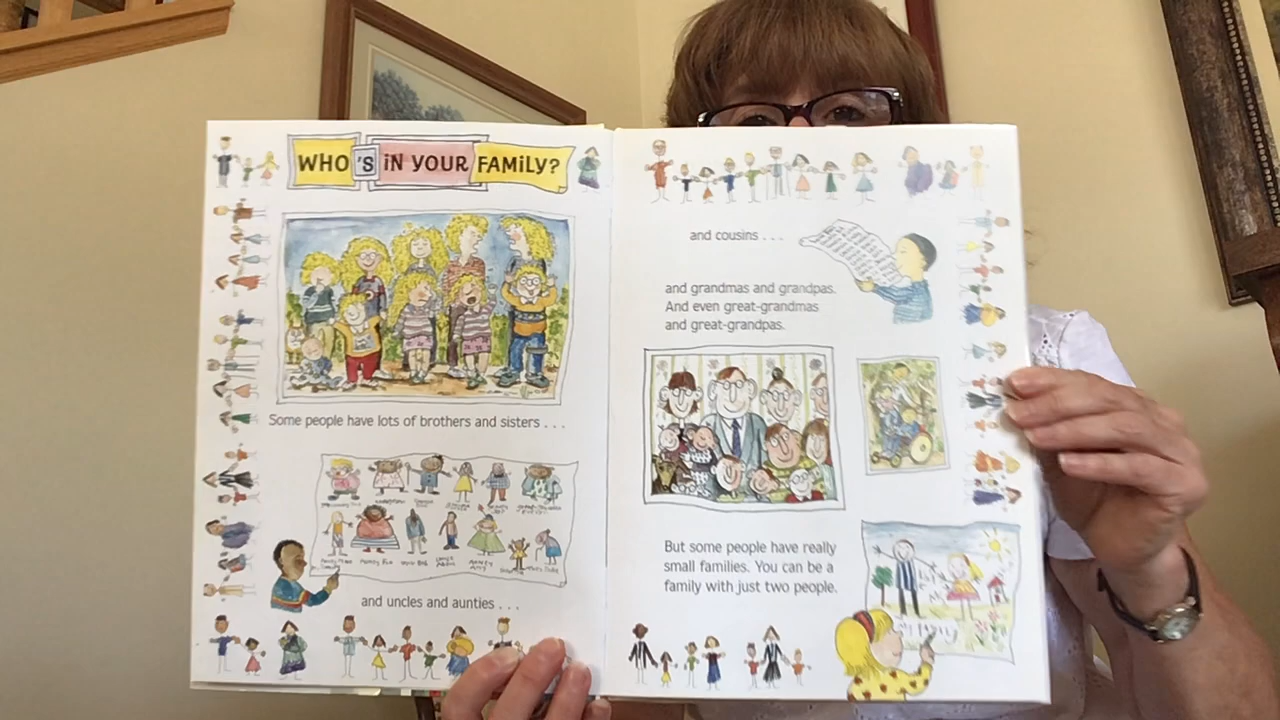 WHO'S IN YOUR FAMILY?
Some people have lots of brothers and sisters . . .
and uncles and aunties . . .
and cousins . . .
and grandmas and grandpas.
And even great-grandmas
and great-grandpas.
But some people have really
small families. You can be a
family with just two people.